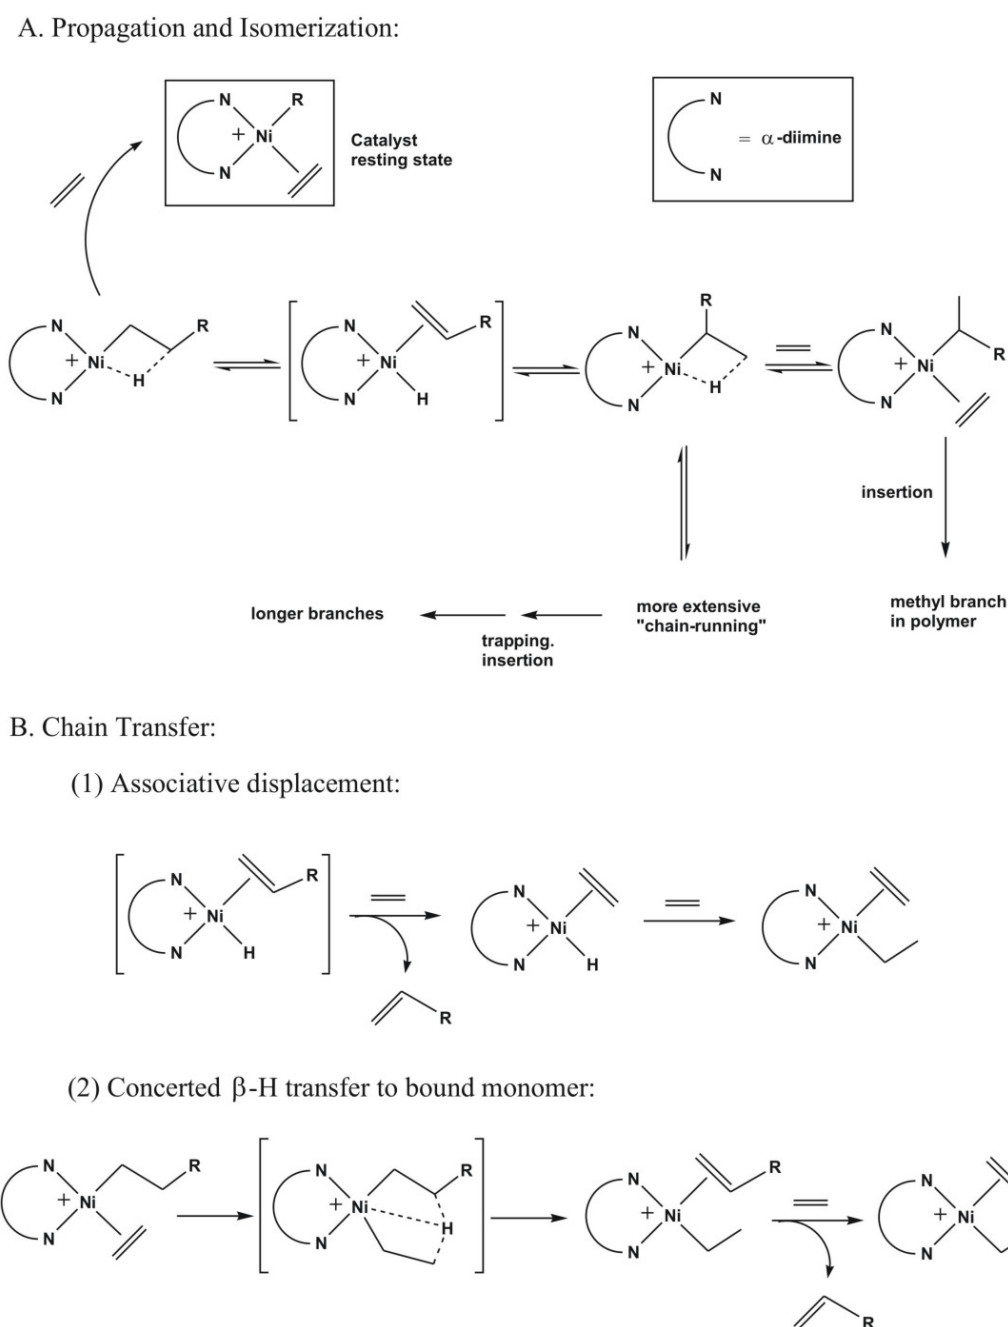 A. Propagation and Isomerization:
N
R
+ Ni
N
Catalyst
resting state
N
= α-diimine
N
N
R
+ Ni
H
N
N
R
+ Ni
N
H
R
N
+ Ni
H
N
N
R
+ Ni
N
insertion
longer branches
trapping.
insertion
more extensive
"chain-running"
methyl branch
in polymer
B. Chain Transfer:
(1) Associative displacement:
N
R
+ Ni
N
H
N
+ Ni
N
H
N
+ Ni
N
R
(2) Concerted β-H transfer to bound monomer:
N
R
+ Ni
N
N
R
+ Ni
H
N
N
R
+ Ni
N
N
+ Ni
N
R